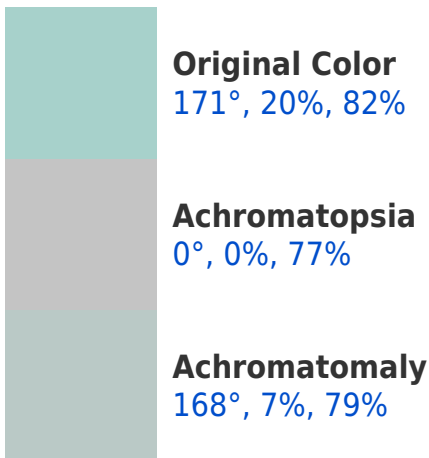 Original Color
171°, 20%, 82%
Achromatopsia
0°, 0%, 77%
Achromatomaly
168°, 7%, 79%